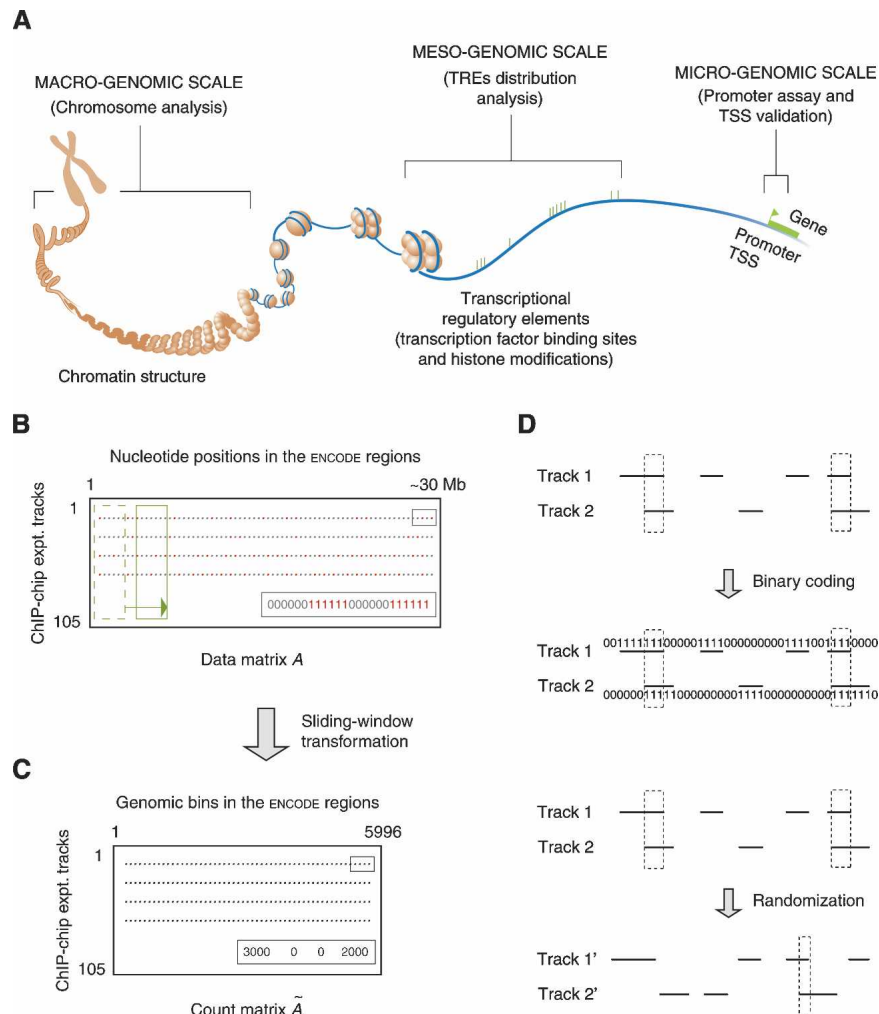 A
MACRO-GENOMIC SCALE
(Chromosome analysis)
MESO-GENOMIC SCALE
(TREs distribution
analysis)
MICRO-GENOMIC SCALE
(Promoter assay and
TSS validation)
Gene
Promoter
TSS
Transcriptional
regulatory elements
(transcription factor binding sites
and histone modifications)
Chromatin structure
B
Nucleotide positions in the ENCODE regions
1
~30 Mb
1
ChIP-chip expt. tracks
105
000000111111000000111111
Data matrix A
Sliding-window
transformation
C
Genomic bins in the ENCODE regions
1
5996
1
ChIP-chip expt. tracks
105
3000 0 0 2000
Count matrix Ã
D
Track 1
Track 2
Binary coding
001111111100000111100000000011110011110000
Track 1
Track 2
000000011111000000000111100000000001111110
Track 1
Track 2
Randomization
Track 1'
Track 2'